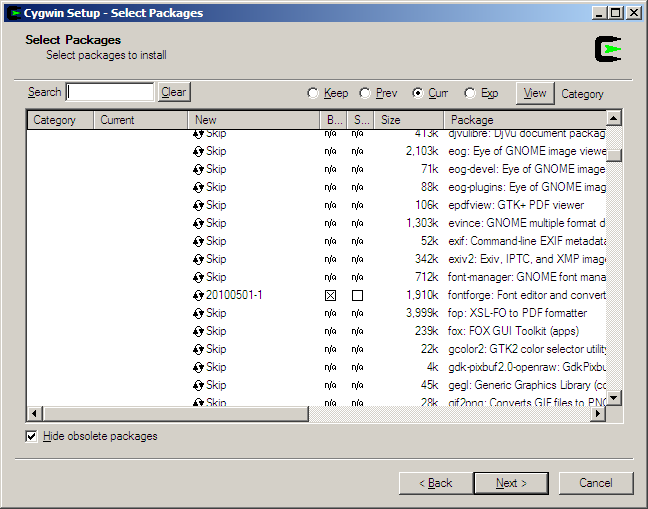 Cygwin Setup - Select Packages
Select Packages
Select packages to install
Search Clear Keep Prev Curr Exp View Category
Category Current New B... S... Size Package
Skip n/a n/a 413k djvulibre: DjVu document packag
Skip n/a n/a 2,103k eog: Eye of GNOME image viewe
Skip n/a n/a 71k eog-devel: Eye of GNOME image
Skip n/a n/a 88k eog-plugins: Eye of GNOME imag
Skip n/a n/a 106k epdfview: GTK+ PDF viewer
Skip n/a n/a 1,303k evince: GNOME multiple format d
Skip n/a n/a 52k exif: Command-line EXIF metadata
Skip n/a n/a 342k exiv2: Exiv, IPTC, and XMP imag
Skip n/a n/a 712k font-manager: GNOME font mana
20100501-1 1,910k fontforge: Font editor and convert
Skip n/a n/a 3,999k fop: XSL-FO to PDF formatter
Skip n/a n/a 239k fox: FOX GUI Toolkit (apps)
Skip n/a n/a 22k gcolor2: GTK2 color selector utility
Skip n/a n/a 4k gdk-pixbuf2.0-openraw: GdkPixbu
Skip n/a n/a 45k gegl: Generic Graphics Library (co
Skip n/a n/a 28k gif2png: Converts GIF files to PNG
Hide obsolete packages
< Back Next > Cancel